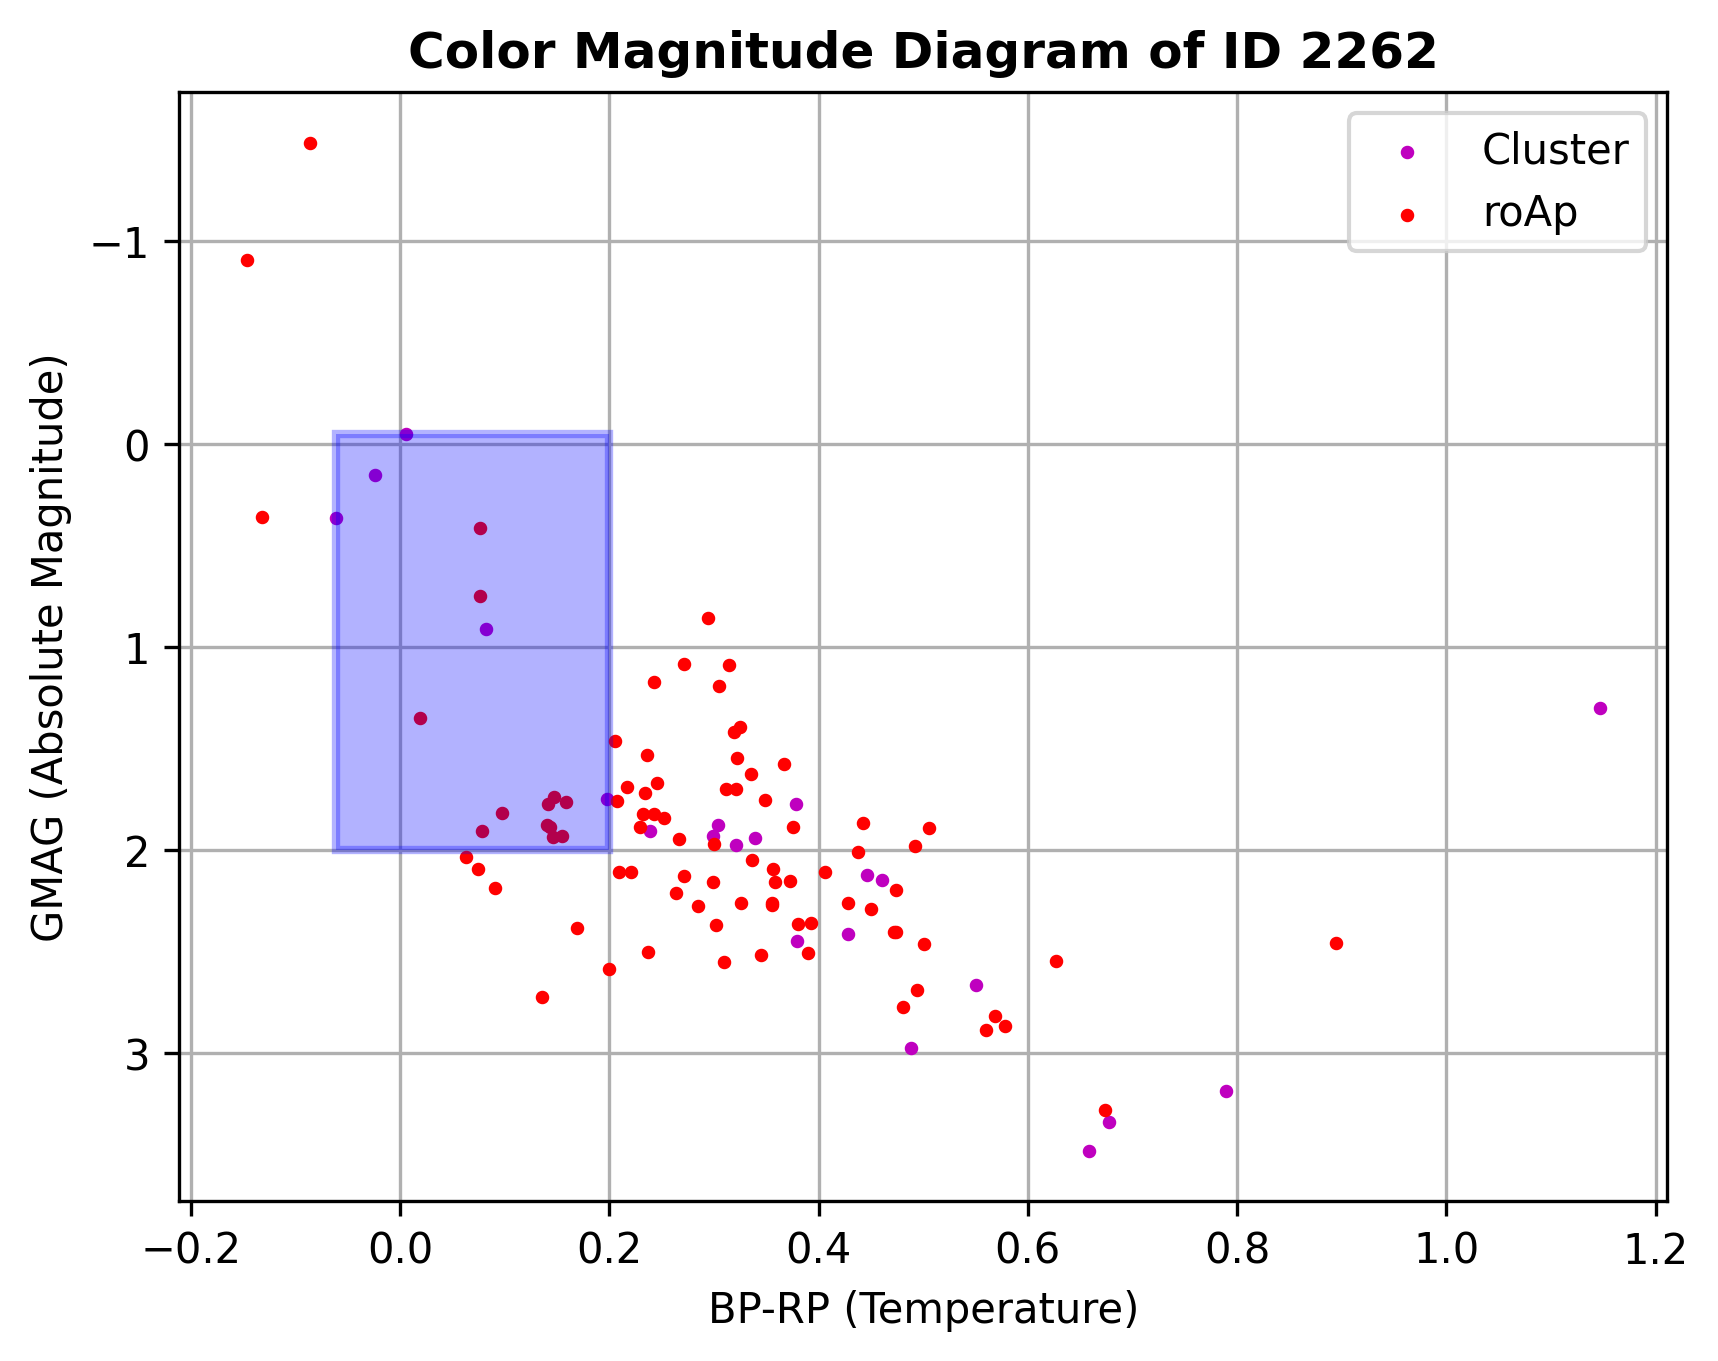 Color Magnitude Diagram of ID 2262
Cluster
roAp
GMAG (Absolute Magnitude)
−1
0
1
2
3
−0.2 0.0 0.2 0.4 0.6 0.8 1.0 1.2
BP-RP (Temperature)